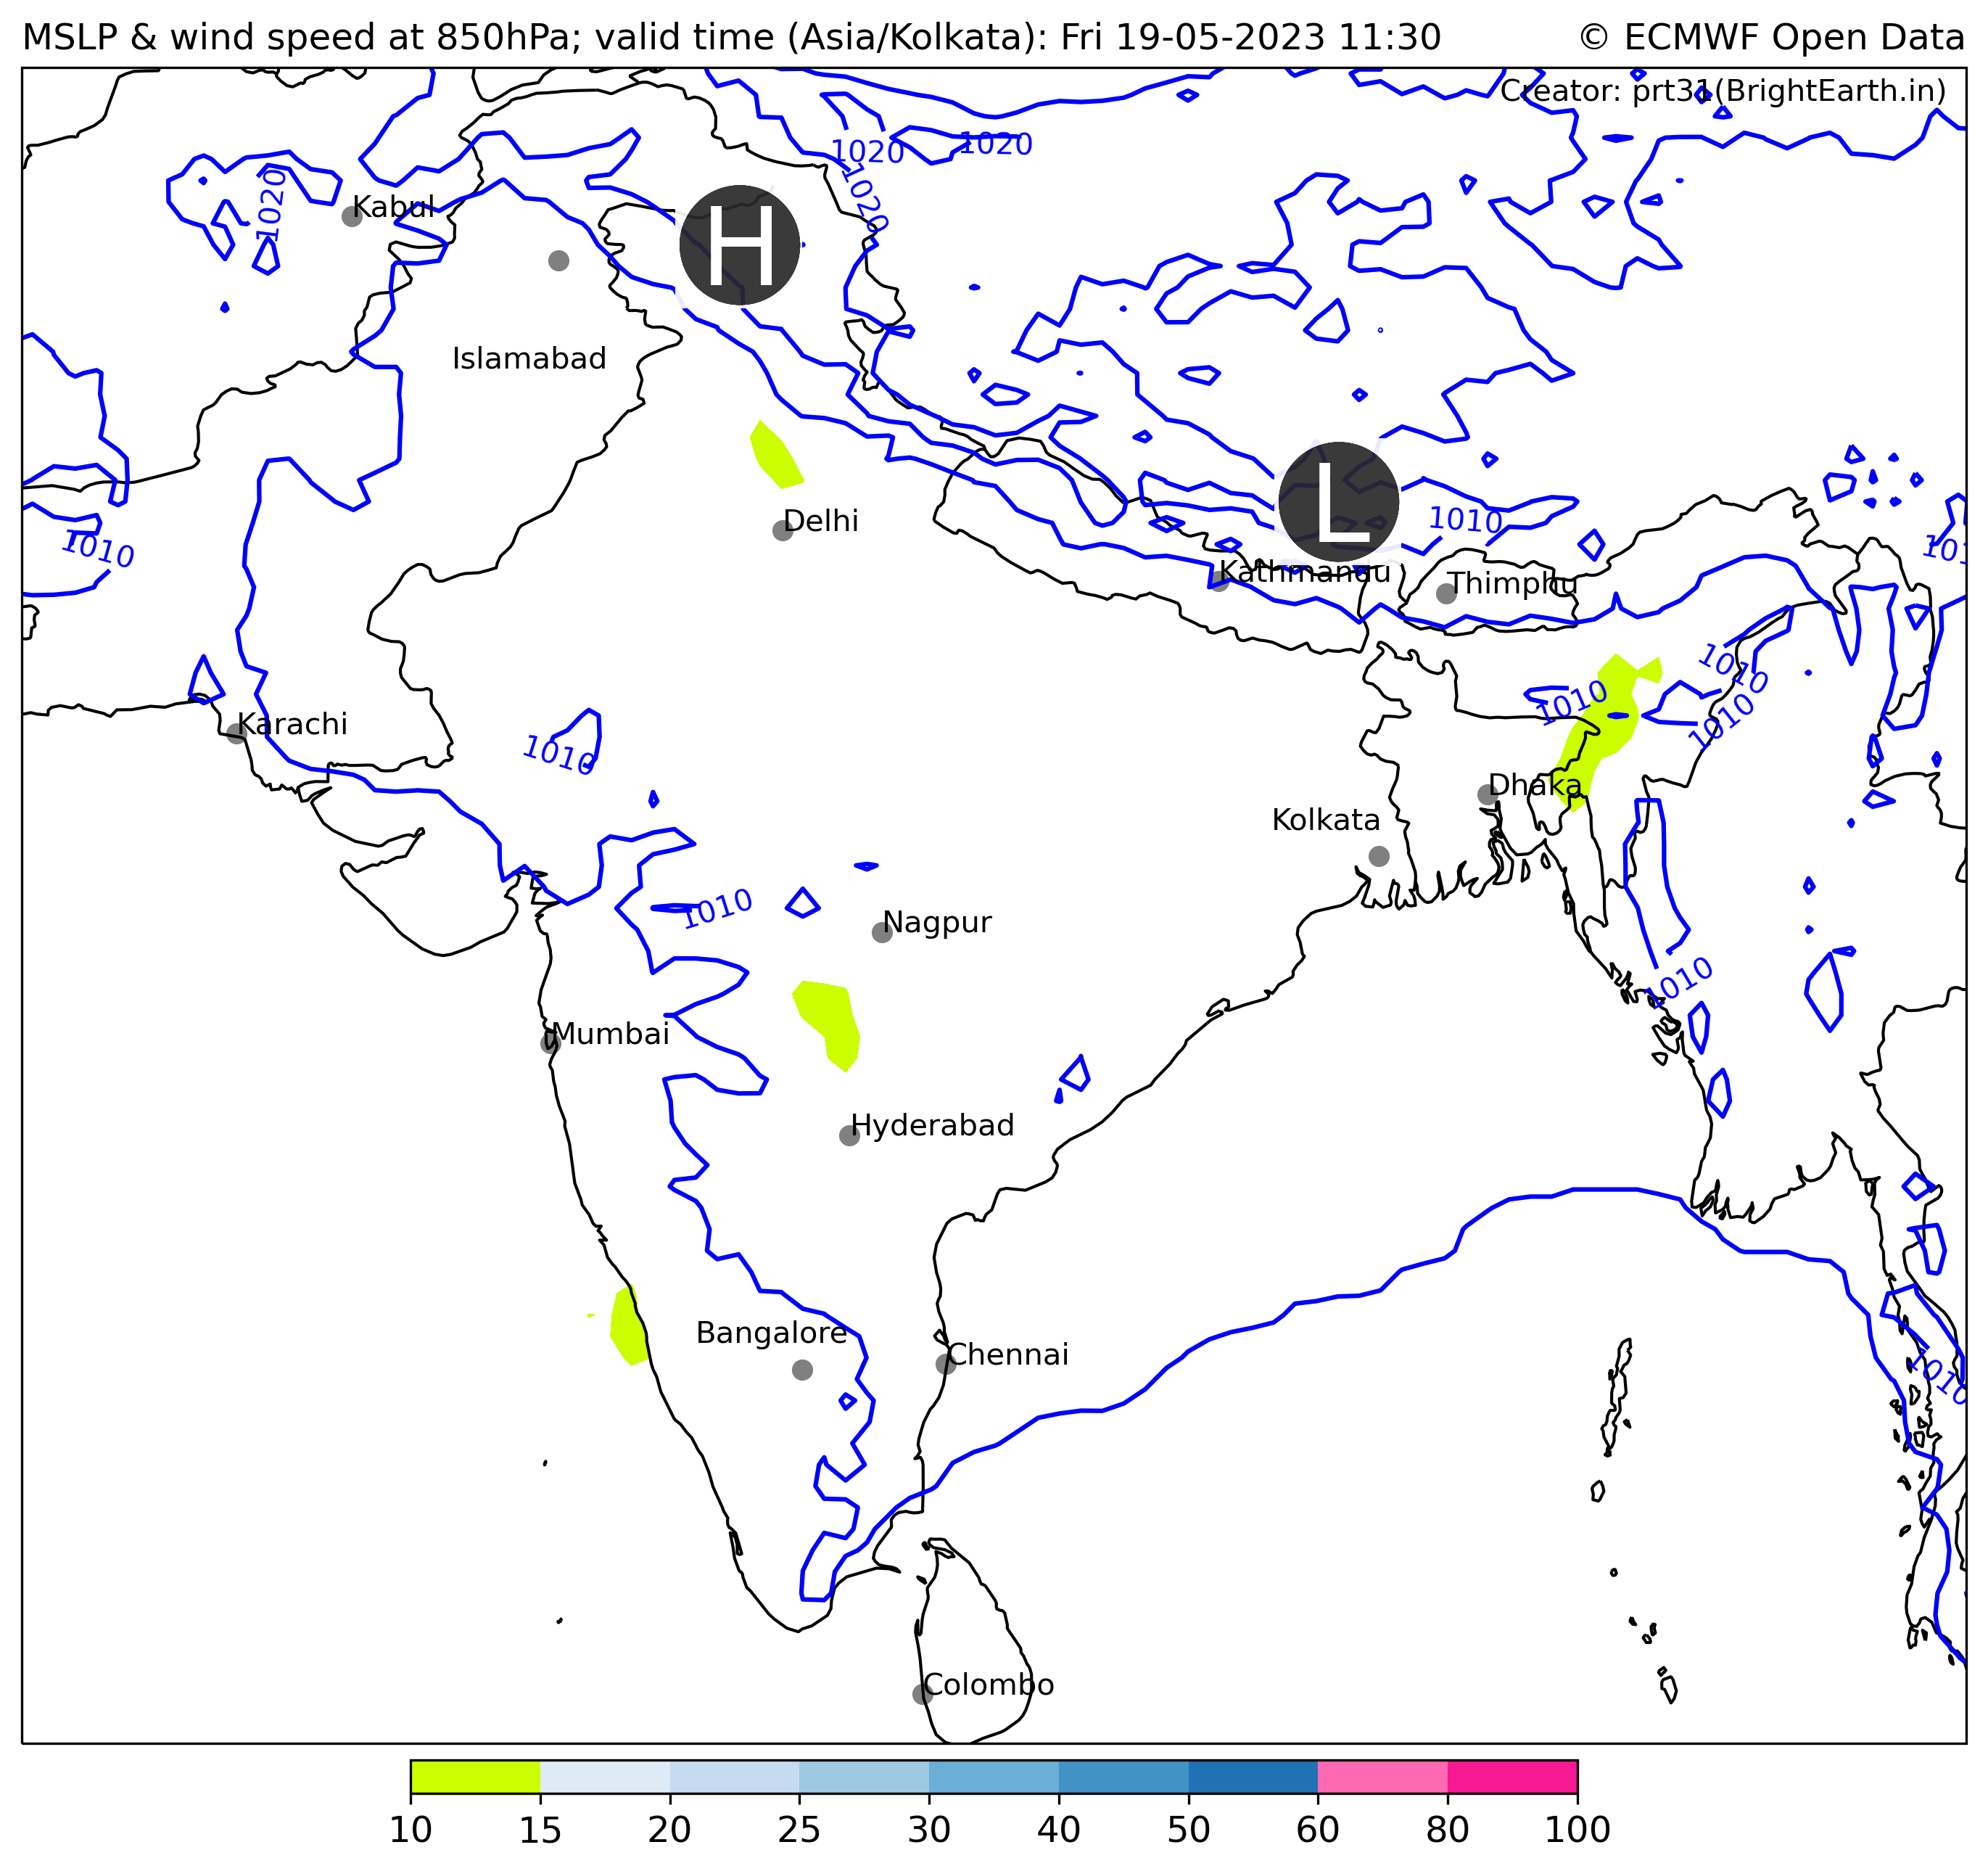 MSLP & wind speed at 850hPa; valid time (Asia/Kolkata): Fri 19-05-2023 11:30
© ECMWF Open Data
Creator: prt31(BrightEarth.in)
1020
1020
1020
1020
Kabul
H
Islamabad
L
Delhi
1010
1010
101
Kathmandu
Thimphu
1010
1010
1010
Karachi
1010
Dhaka
Kolkata
1010
Nagpur
1010
Mumbai
Hyderabad
Bangalore
Chennai
1010
Colombo
10 15 20 25 30 40 50 60 80 100